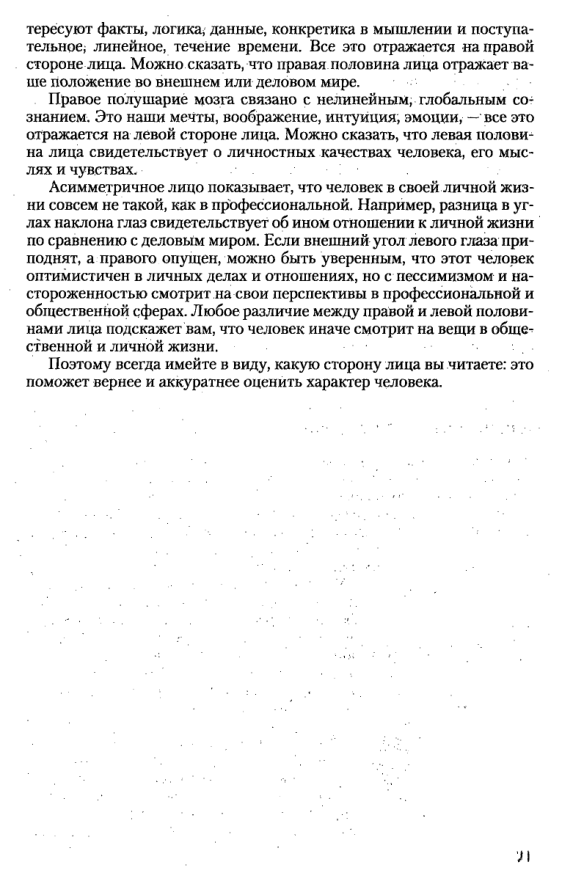 тересуют факты, логика, данные, конкретика в мышлении и поступа-
тельное, линейное, течение времени. Все это отражается на правой
стороне лица. Можно сказать, что правая половина лица отражает ва-
ше положение во внешнем или деловом мире.
Правое полушарие мозга связано с нелинейным, глобальным со-
знанием. Это наши мечты, воображение, интуиция, эмоции, — все это
отражается на левой стороне лица. Можно сказать, что левая полови-
на лица свидетельствует о личностных качествах человека, его мыс-
лях и чувствах.
Асимметричное лицо показывает, что человек в своей личной жиз-
ни совсем не такой, как в профессиональной. Например, разница в уг-
лах наклона глаз свидетельствует об ином отношении к личной жизни
по сравнению с деловым миром. Если внешний угол левого глаза при-
поднят, а правого опущен, можно быть уверенным, что этот человек
оптимистичен в личных делах и отношениях, но с пессимизмом и на-
стороженностью смотрит на свои перспективы в профессиональной и
общественной сферах. Любое различие между правой и левой полови-
нами лица подскажет вам, что человек иначе смотрит на вещи в обще-
ственной и личной жизни.
Поэтому всегда имейте в виду, какую сторону лица вы читаете: это
поможет вернее и аккуратнее оценить характер человека.